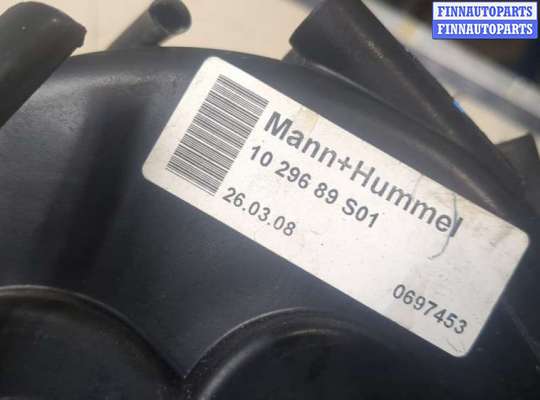 FINNAUTOPARTS
FINNAUTOPARTS
Mann+Hummel
10 296 89 S01
26.03.08
0697453